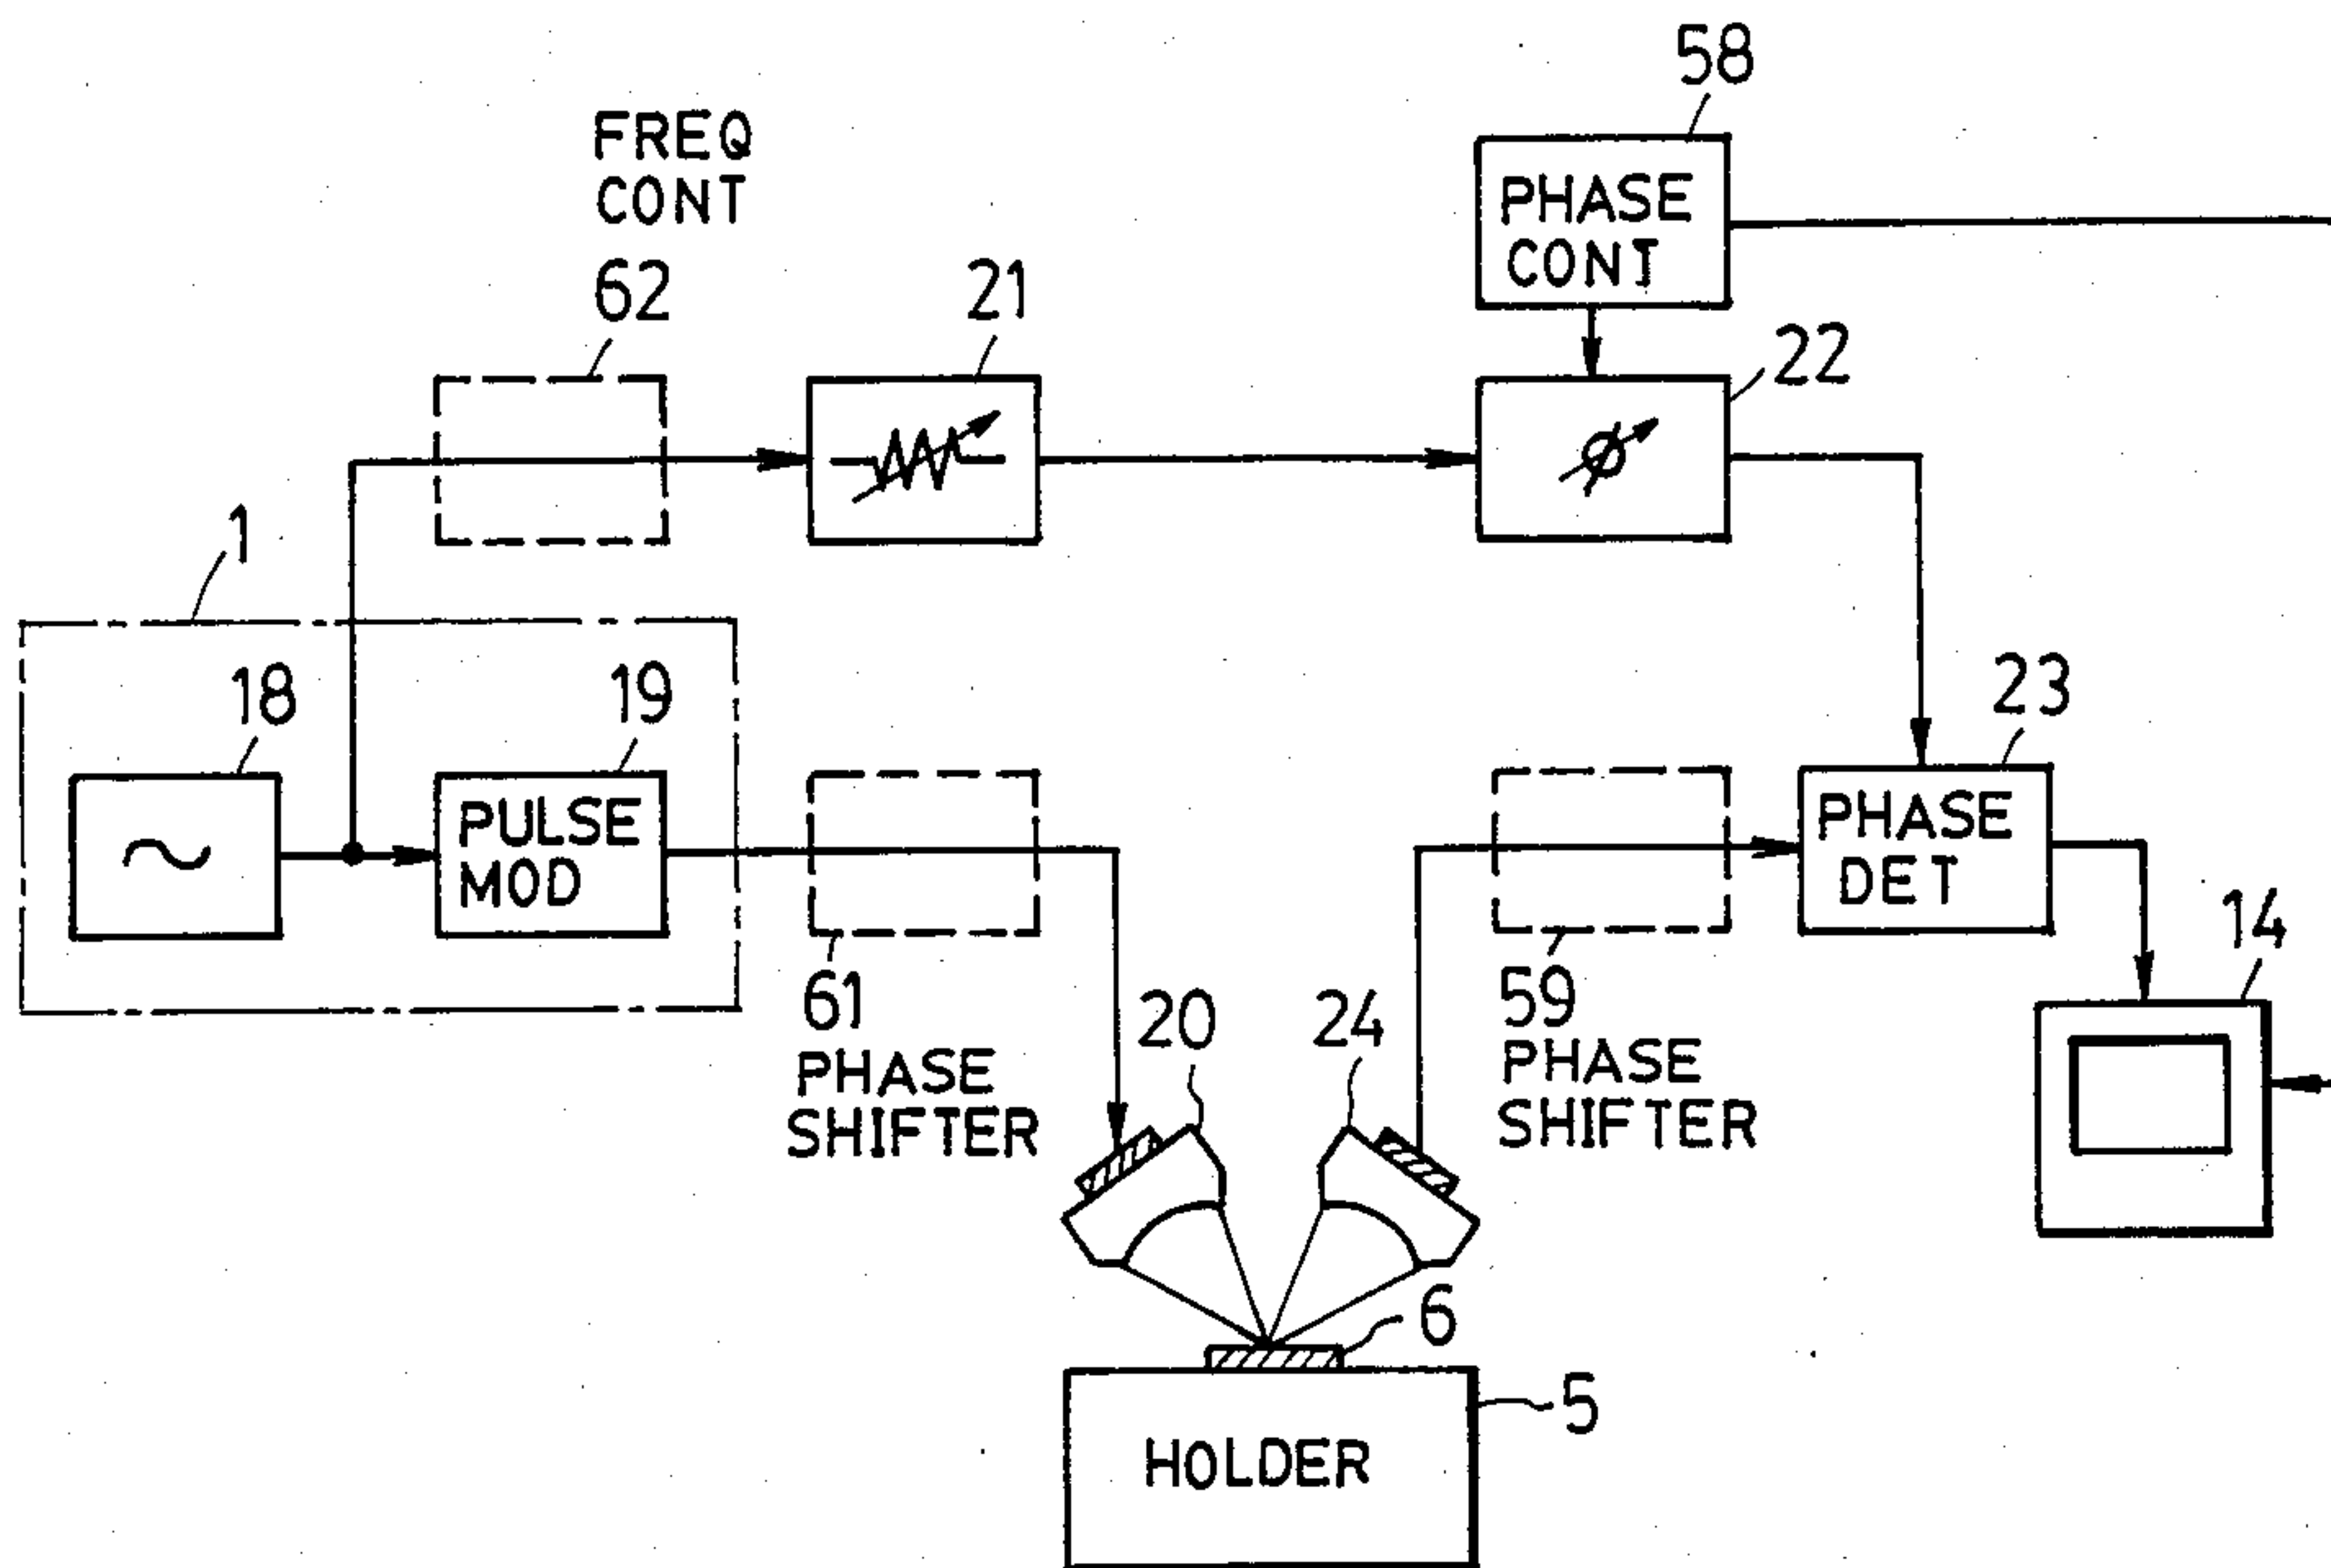 58
FREQ
CONT
62
PHASE
CONT
21
22
1
18
19
23
PULSE
MOD
PHASE
DET
14
61
PHASE
SHIFTER
20
24
59
PHASE
SHIFTER
6
5
HOLDER